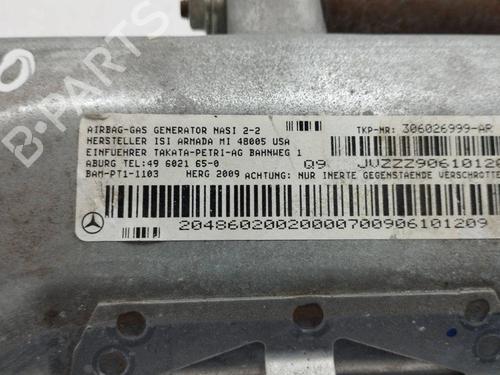 AIRBAG-GAS GENERATOR NASI 2-2
HERSTELLER ISI ARMADA MI 48005 USA
EINFUEHRER TAKATA-PETRI-AG BAHNWEG 1
ABURG TEL:49 6021 65-0
BAM-PT1-1103 HERG 2009 ACHTUNG: NUR INERTE GEGENSTAENDE VERSCHROTTE
TKP-NR: 306026999-AP
Q9 JWZZZ906101209
20486020020000700906101209
B-PARTS